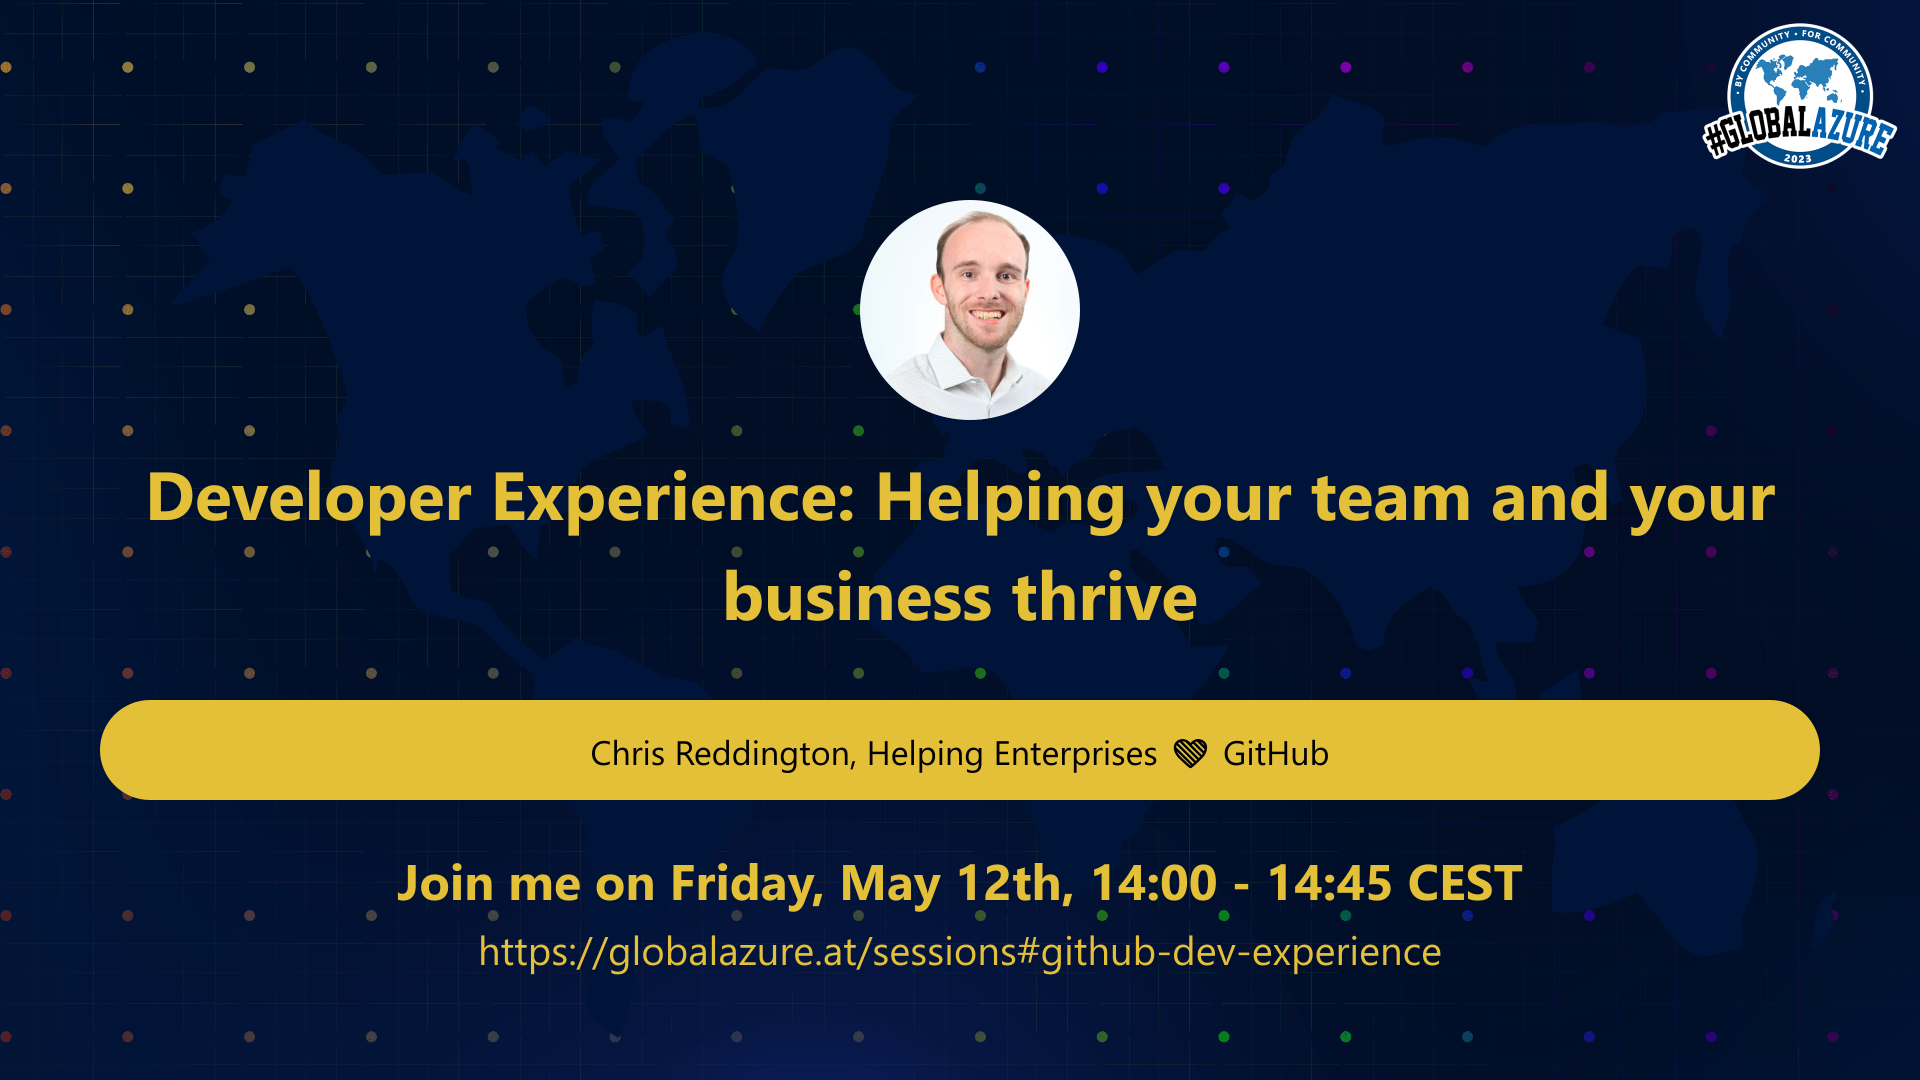 • BY COMMUNITY • FOR COMMUNITY •
#GLOBALAZURE
2023
Developer Experience: Helping your team and your
business thrive
Chris Reddington, Helping Enterprises 💛 GitHub
Join me on Friday, May 12th, 14:00 - 14:45 CEST
https://globalazure.at/sessions#github-dev-experience